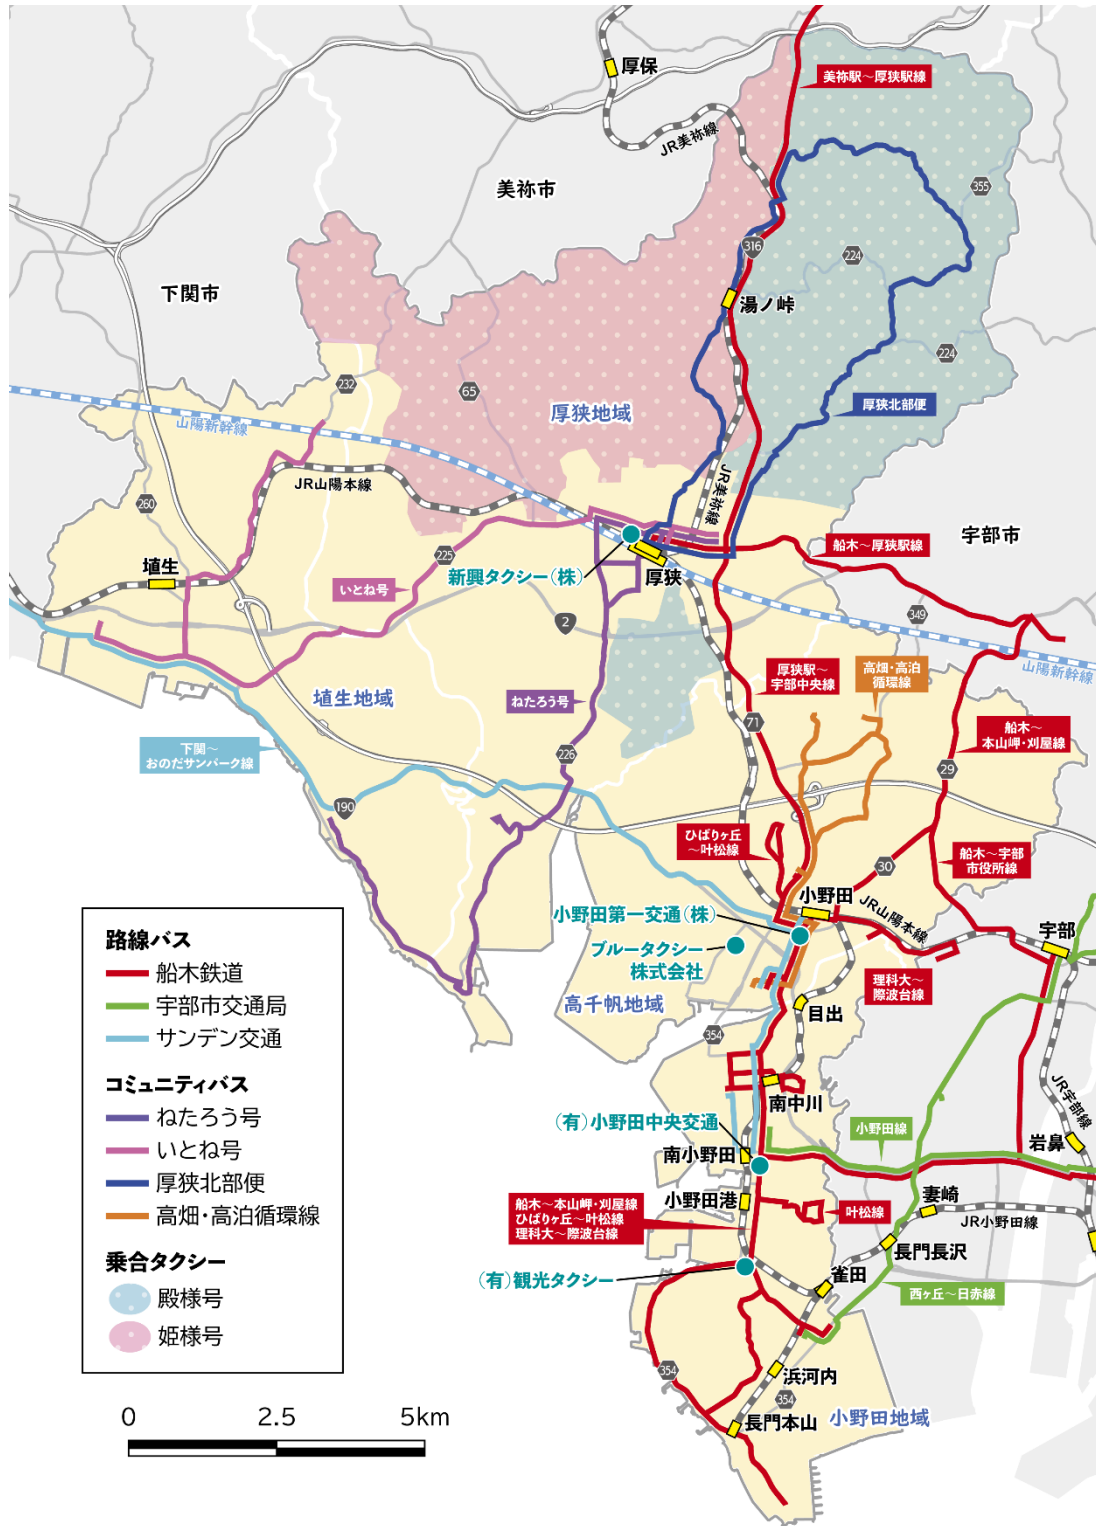 厚保
美祢駅～厚狭駅線
JR美祢線
美祢市
355
316
224
下関市
湯ノ峠
224
232
65
厚狭北部便
厚狭地域
山陽新幹線
JR山陽本線
JR美祢線
260
宇部市
225
船木～厚狭駅線
埴生
新興タクシー(株)
厚狭
いとね号
2
349
山陽新幹線
厚狭駅～
宇部中央線
高畑・高泊
循環線
埴生地域
ねたろう号
71
船木～
本山岬・刈屋線
下関～
おのだサンパーク線
226
29
190
ひばりヶ丘
～叶松線
船木～宇部
市役所線
30
小野田
JR山陽本線
小野田第一交通(株)
宇部
ブルータクシー
株式会社
理科大～
際波台線
高千帆地域
目出
354
南中川
JR宇部線
(有)小野田中央交通
小野田線
岩鼻
南小野田
小野田港
妻崎
船木～本山岬・刈屋線
ひばりヶ丘～叶松線
理科大～際波台線
叶松線
JR小野田線
長門長沢
(有)観光タクシー
雀田
西ヶ丘～日赤線
354
浜河内
354
長門本山
小野田地域
路線バス
船木鉄道
宇部市交通局
サンデン交通
コミュニティバス
ねたろう号
いとね号
厚狭北部便
高畑・高泊循環線
乗合タクシー
殿様号
姫様号
0 2.5 5km